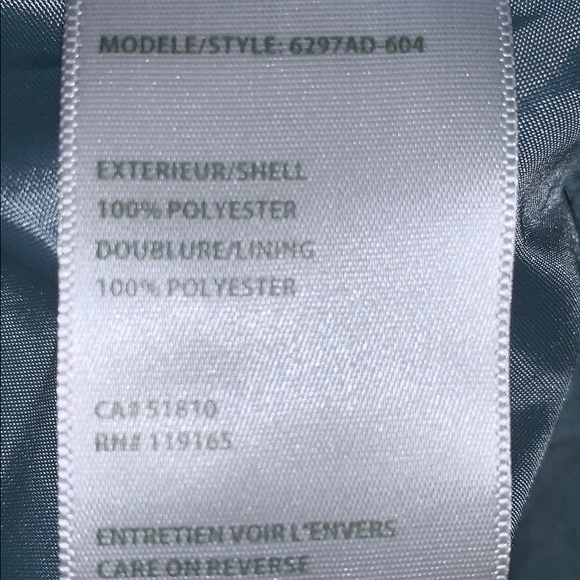 MODELE/STYLE: 6297AD-604
EXTERIEUR/SHELL
100% POLYESTER
DOUBLURE/LINING
100% POLYESTER
CA# 51810
RN# 119165
ENTRETIEN VOIR L'ENVERS
CARE ON REVERSE